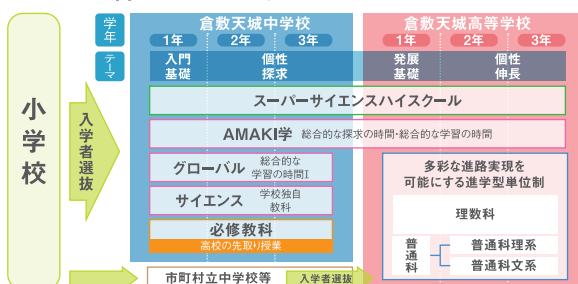 学年
倉敷天城中学校
倉敷天城高等学校
1年
2年
3年
1年
2年
3年
テーマ
入門
基礎
個性
探求
発展
基礎
個性
伸長
小学校
入学者選抜
スーパーサイエンスハイスクール
AMAKI学 総合的な探求の時間・総合的な学習の時間
グローバル 総合的な
学習の時間I
サイエンス 学校独自
教科
必修教科
高校の先取り授業
多彩な進路実現を
可能にする進学型単位制
理数科
普通科
普通科理系
普通科文系
市町村立中学校等
入学者選抜